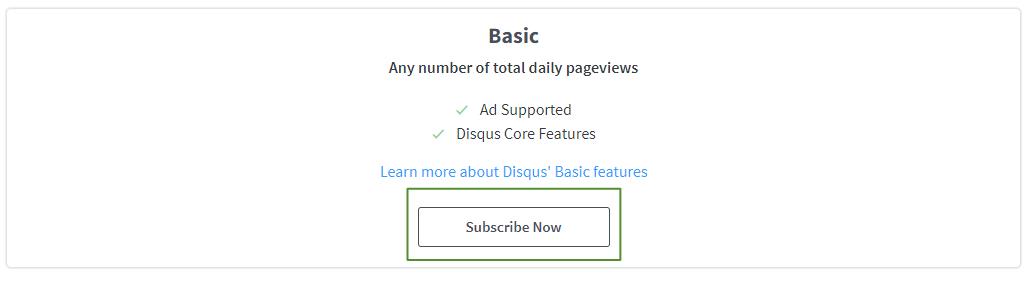 Basic
Any number of total daily pageviews
Ad Supported
Disqus Core Features
Learn more about Disqus' Basic features
Subscribe Now